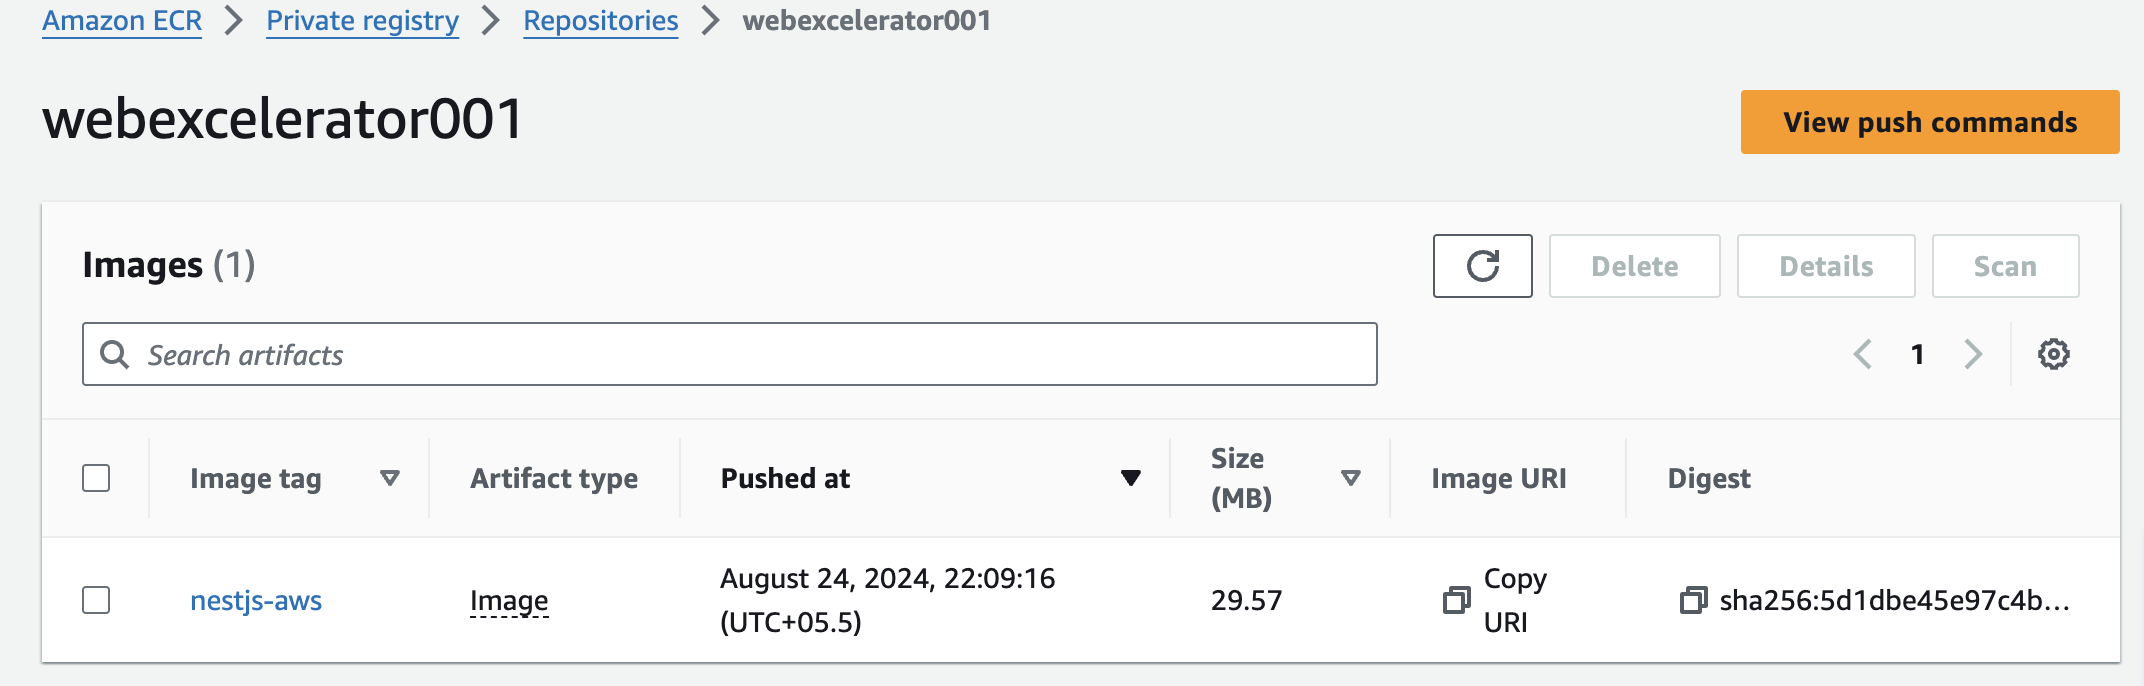 Amazon ECR > Private registry > Repositories > webexcelerator001
webexcelerator001
View push commands
Images (1)
Delete
Details
Scan
Search artifacts
1
Image tag
Artifact type
Pushed at
Size
(MB)
Image URI
Digest
nestjs-aws
Image
August 24, 2024, 22:09:16
(UTC+05.5)
29.57
Copy
URI
sha256:5d1dbe45e97c4b...